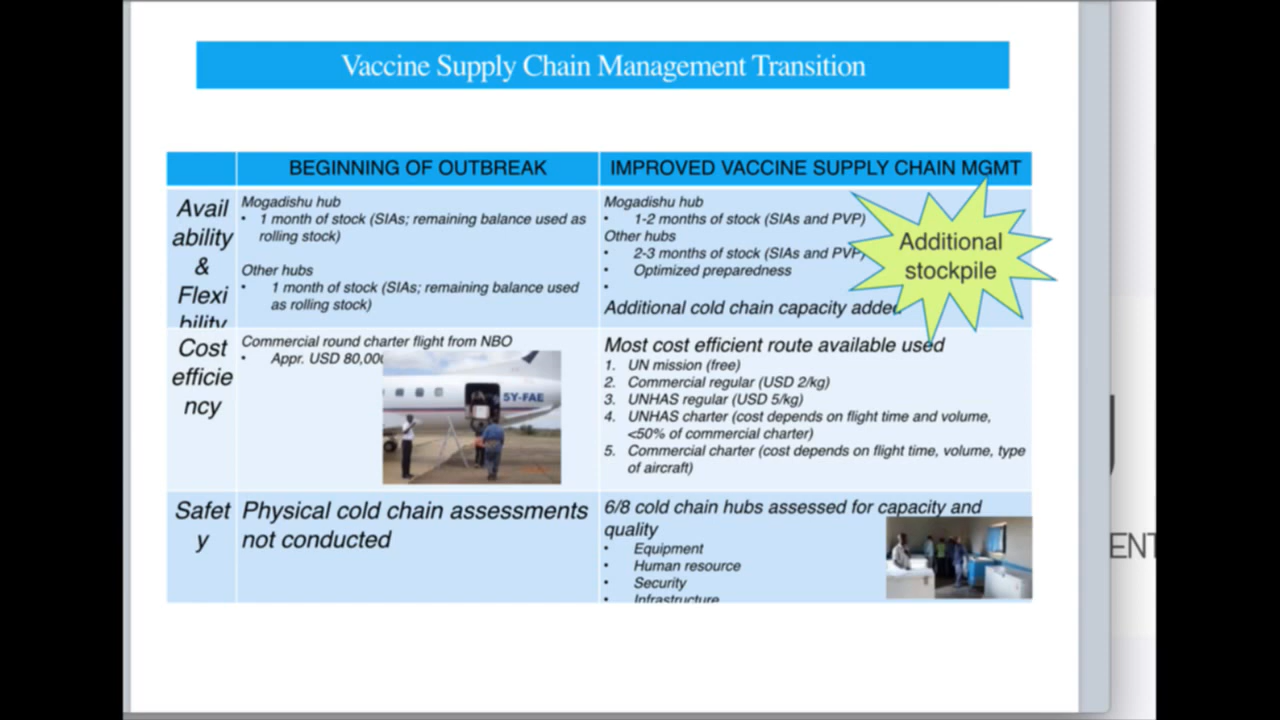 Vaccine Supply Chain Management Transition
BEGINNING OF OUTBREAK
IMPROVED VACCINE SUPPLY CHAIN MGMT
Avail
ability
&
Flexi
bility
Mogadishu hub
• 1 month of stock (SIAs; remaining balance used as
rolling stock)
Other hubs
• 1 month of stock (SIAs; remaining balance used
as rolling stock)
Mogadishu hub
• 1-2 months of stock (SIAs and PVP)
Other hubs
• 2-3 months of stock (SIAs and PVP)
• Optimized preparedness
•
Additional cold chain capacity added
Additional
stockpile
Cost
efficie
ncy
Commercial round charter flight from NBO
• Appr. USD 80,000
5Y-FAE
Most cost efficient route available used
1. UN mission (free)
2. Commercial regular (USD 2/kg)
3. UNHAS regular (USD 5/kg)
4. UNHAS charter (cost depends on flight time and volume,
<50% of commercial charter)
5. Commercial charter (cost depends on flight time, volume, type
of aircraft)
Safet
y
Physical cold chain assessments
not conducted
6/8 cold chain hubs assessed for capacity and
quality
• Equipment
• Human resource
• Security
• Infrastructure
ENT